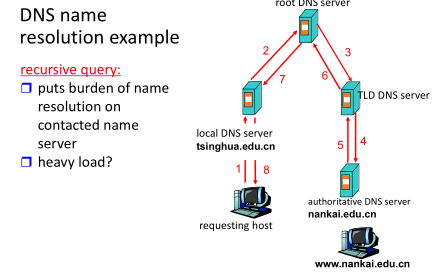 DNS name
resolution example
recursive query:
puts burden of name
resolution on
contacted name
server
heavy load?
root DNS server
2
3
7
6
TLD DNS server
local DNS server
tsinghua.edu.cn
5
4
1
8
authoritative DNS server
nankai.edu.cn
requesting host
www.nankai.edu.cn